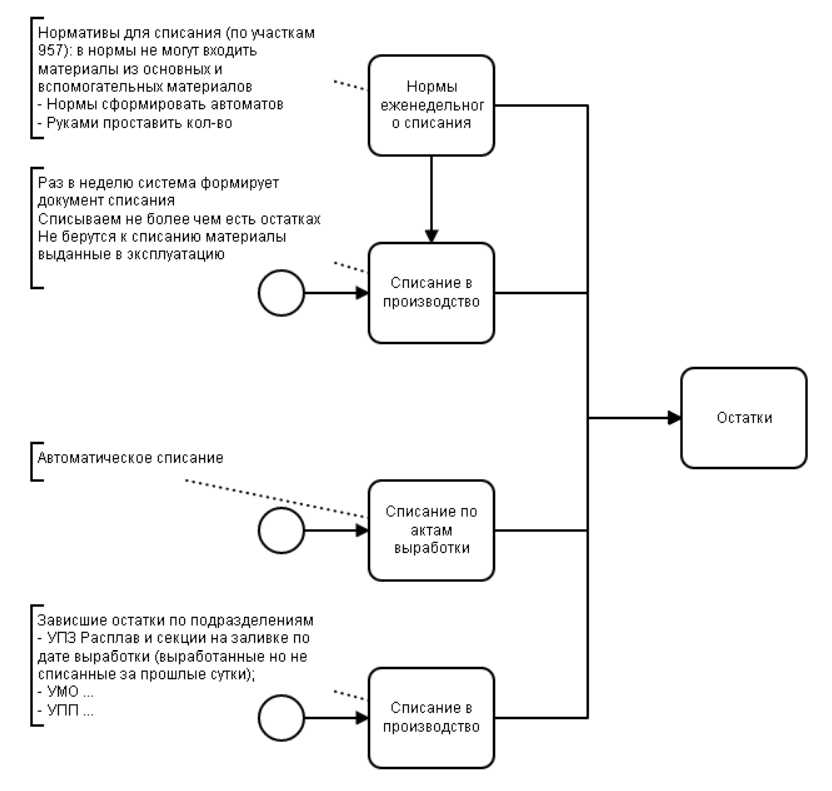 Нормативы для списания (по участкам
957): в нормы не могут входить
материалы из основных и
вспомогательных материалов
- Нормы сформировать автоматов
- Руками проставить кол-во
Нормы
еженедельног
о списания
Раз в неделю система формирует
документ списания
Списываем не более чем есть остатках
Не берутся к списанию материалы
выданные в эксплуатацию
Списание в
производство
Остатки
Автоматическое списание
Списание по
актам
выработки
Зависшие остатки по подразделениям
- УПЗ Расплав и секции на заливке по
дате выработки (выработанные но не
списанные за прошлые сутки);
- УМО ...
- УПП ...
Списание в
производство